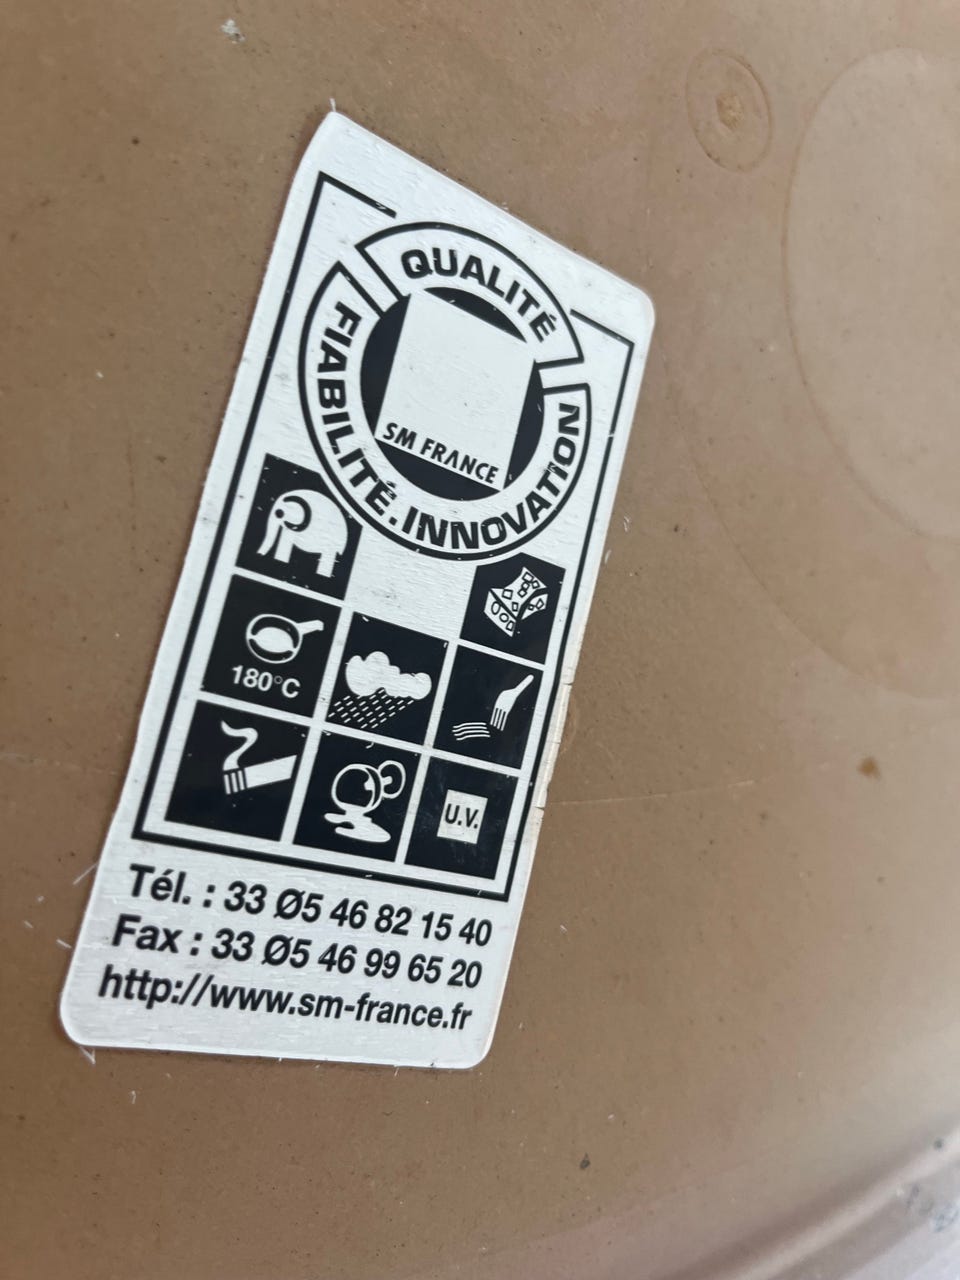 QUALITÉ
FIABILITÉ.INNOVATION
SM FRANCE
180°C
U.V.
Tél. : 33 Ø5 46 82 15 40
Fax : 33 Ø5 46 99 65 20
http://www.sm-france.fr